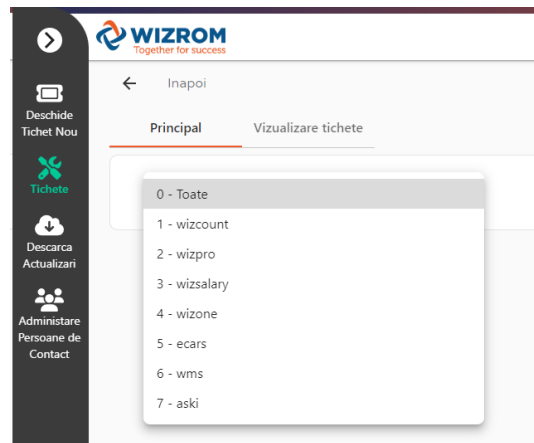 WIZROM
Together for success
Inapoi
Principal
Vizualizare tichete
Deschide
Tichet Nou
Tichete
Descarca
Actualizari
Administare
Persoane de
Contact
0 - Toate
1 - wizcount
2 - wizpro
3 - wizsalary
4 - wizone
5 - ecars
6 - wms
7 - aski